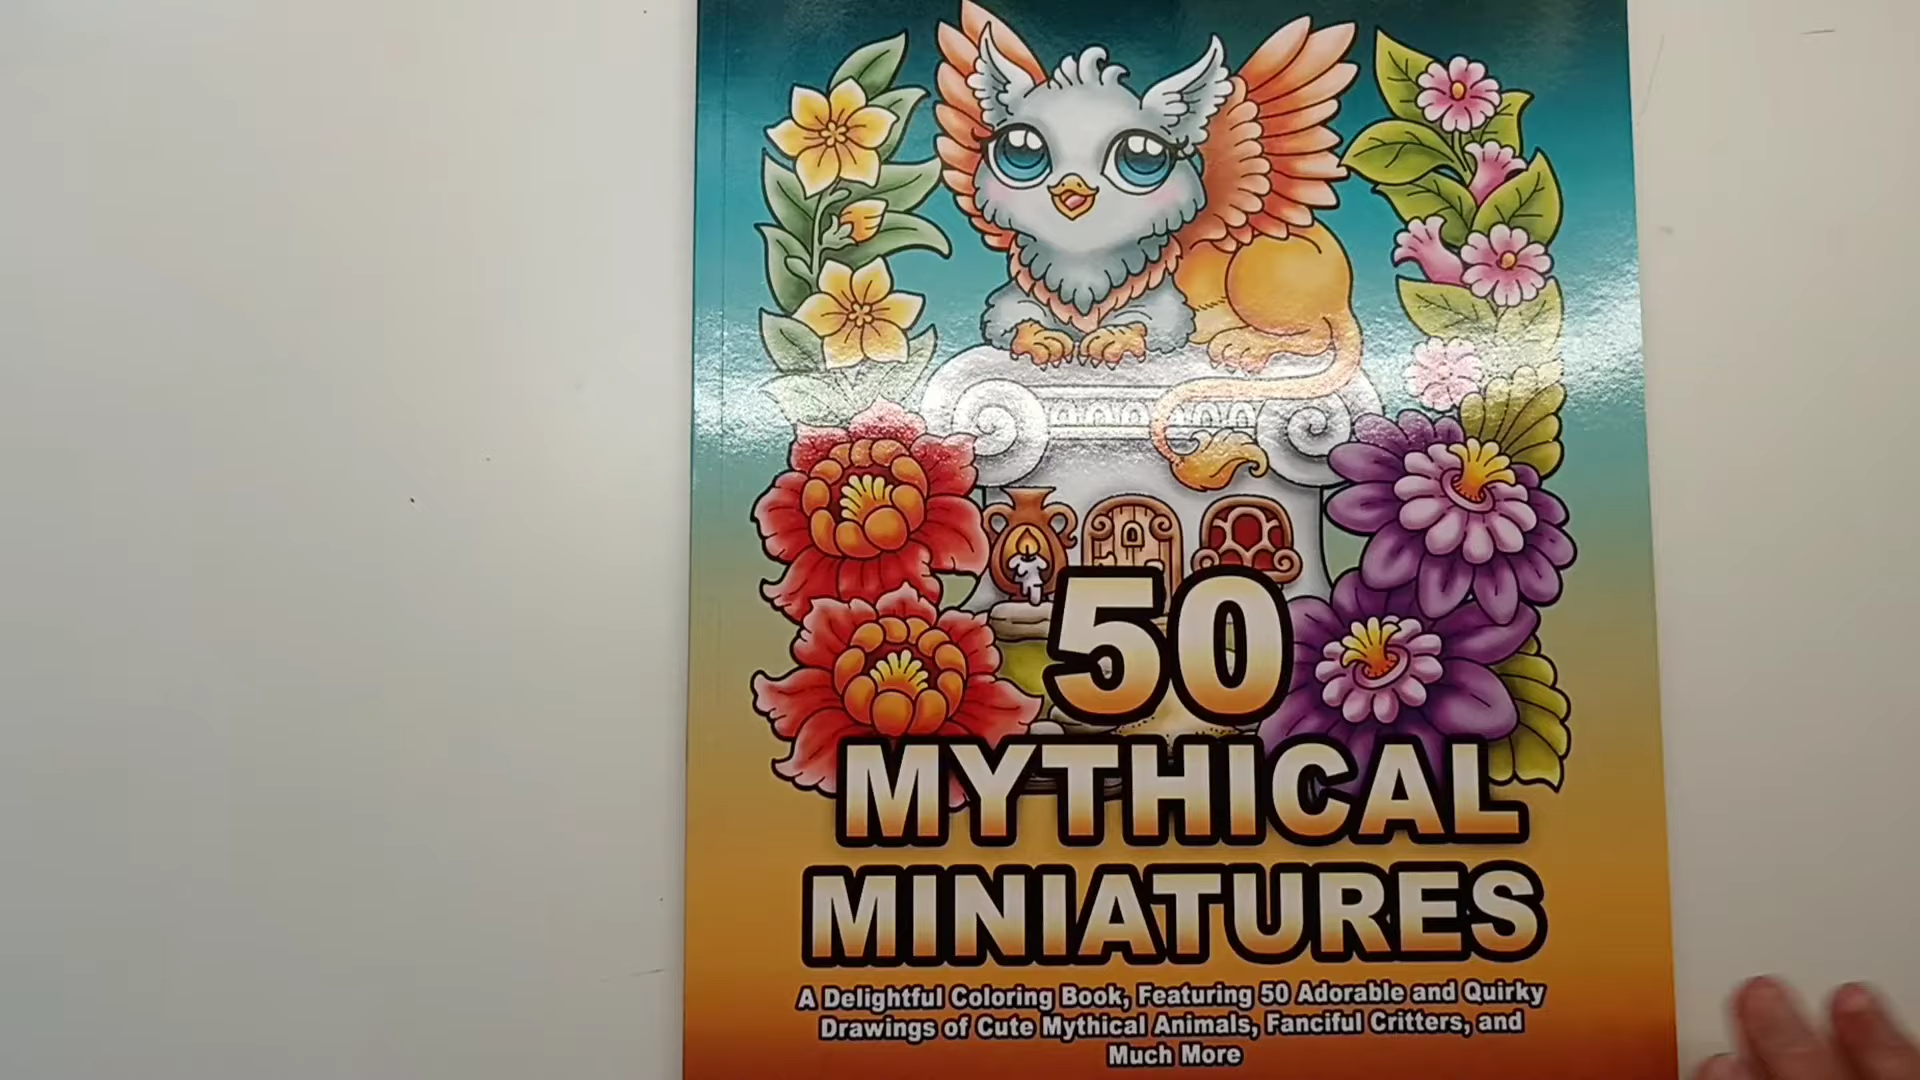 50
MYTHICAL
MINIATURES
A Delightful Coloring Book, Featuring 50 Adorable and Quirky
Drawings of Cute Mythical Animals, Fanciful Critters, and
Much More